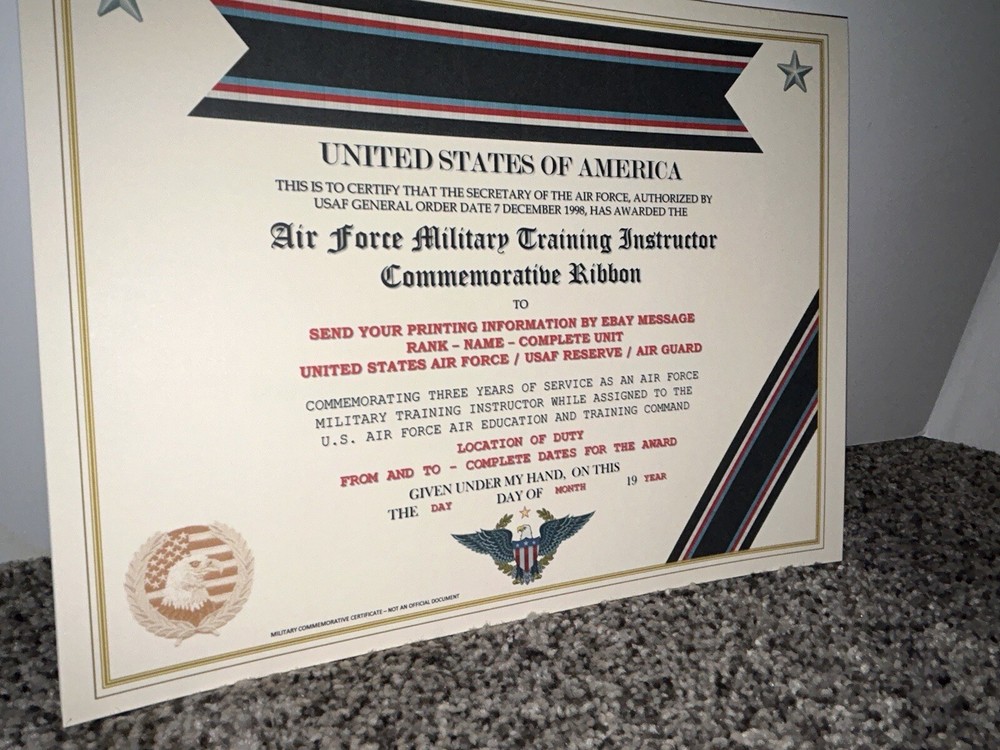 UNITED STATES OF AMERICA
THIS IS TO CERTIFY THAT THE SECRETARY OF THE AIR FORCE, AUTHORIZED BY
USAF GENERAL ORDER DATE 7 DECEMBER 1998, HAS AWARDED THE
Air Force Military Training Instructor
Commemorative Ribbon
TO
SEND YOUR PRINTING INFORMATION BY EBAY MESSAGE
RANK – NAME – COMPLETE UNIT
UNITED STATES AIR FORCE / USAF RESERVE / AIR GUARD
COMMEMORATING THREE YEARS OF SERVICE AS AN AIR FORCE
MILITARY TRAINING INSTRUCTOR WHILE ASSIGNED TO THE
U.S. AIR FORCE AIR EDUCATION AND TRAINING COMMAND
LOCATION OF DUTY
FROM AND TO – COMPLETE DATES FOR THE AWARD
GIVEN UNDER MY HAND, ON THIS
THE DAY DAY OF MONTH 19 YEAR
MILITARY COMMEMORATIVE CERTIFICATE – NOT AN OFFICIAL DOCUMENT